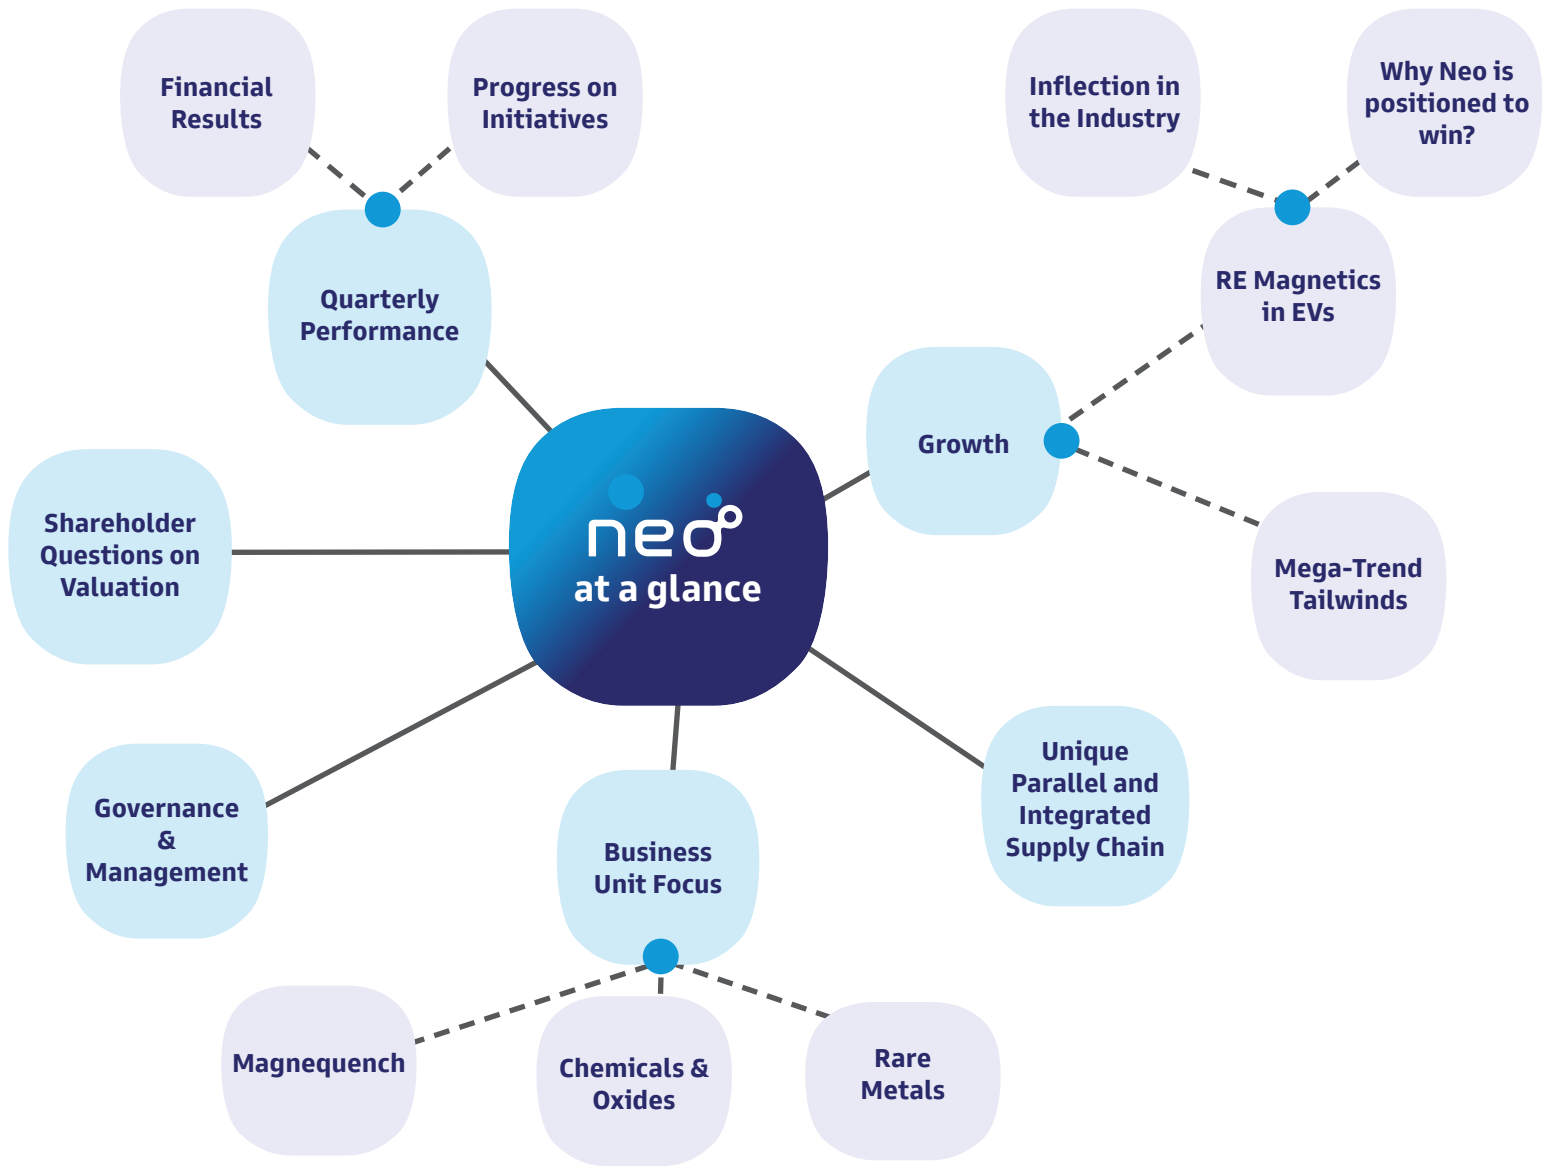 Financial
Results
Progress on
Initiatives
Inflection in
the Industry
Why Neo is
positioned to
win?
Quarterly
Performance
RE Magnetics
in EVs
Growth
Shareholder
Questions on
Valuation
neo
at a glance
Mega-Trend
Tailwinds
Governance
&
Management
Business
Unit Focus
Unique
Parallel and
Integrated
Supply Chain
Magnequench
Chemicals &
Oxides
Rare
Metals